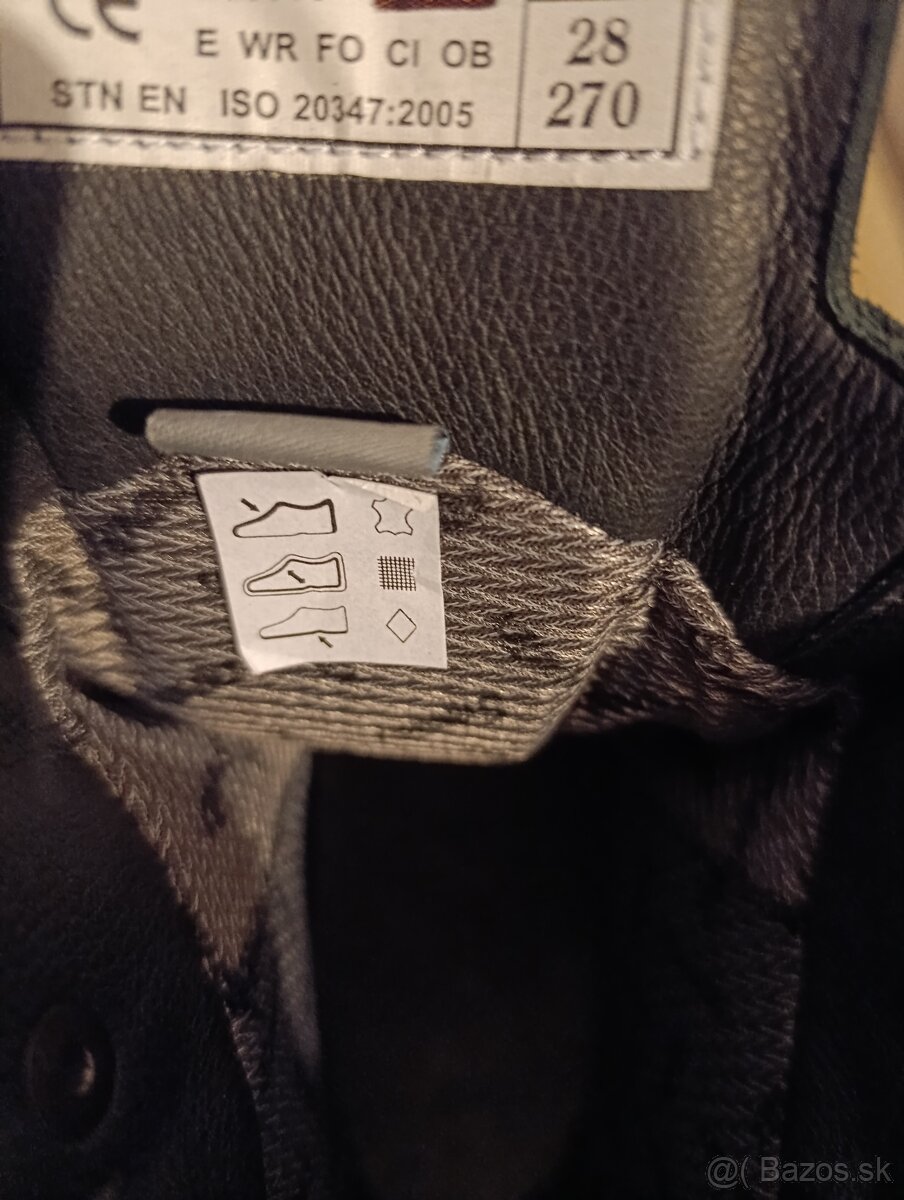 CE
E WR FO CI OB
28
STN EN ISO 20347:2005
270
@( Bazos.sk